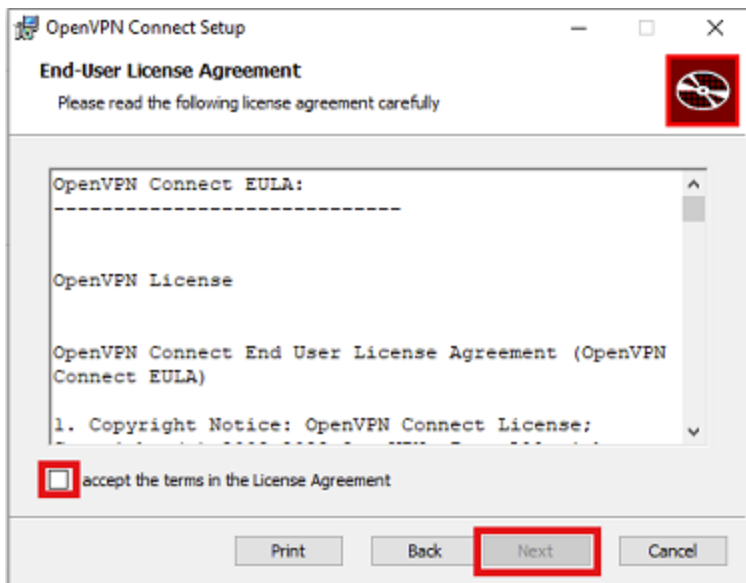 OpenVPN Connect Setup
End-User License Agreement
Please read the following license agreement carefully
OpenVPN Connect EULA:
-----------------------------
OpenVPN License
OpenVPN Connect End User License Agreement (OpenVPN
Connect EULA)
1. Copyright Notice: OpenVPN Connect License;
accept the terms in the License Agreement
Print
Back
Next
Cancel